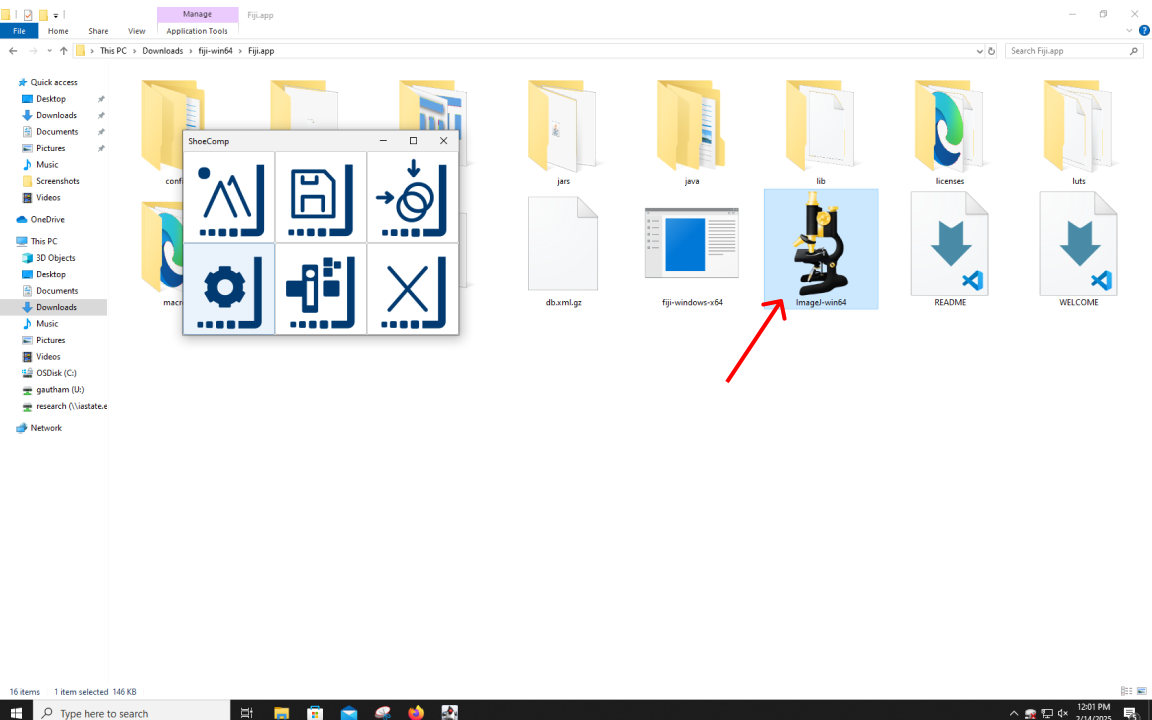 Manage
Fiji.app
File
Home
Share
View
Application Tools
This PC
Downloads
fiji-win64
Fiji.app
Search Fiji.app
Quick access
Desktop
Downloads
Documents
Pictures
Music
Screenshots
Videos
OneDrive
This PC
3D Objects
Desktop
Documents
Downloads
Music
Pictures
Videos
OSDisk (C:)
gautham (U:)
research (\\iastate.e
Network
ShoeComp
confi
jars
java
lib
licenses
luts
macr
db.xml.gz
fiji-windows-x64
ImageJ-win64
README
WELCOME
16 items
1 item selected 146 KB
Type here to search
12:01 PM
2/14/2025